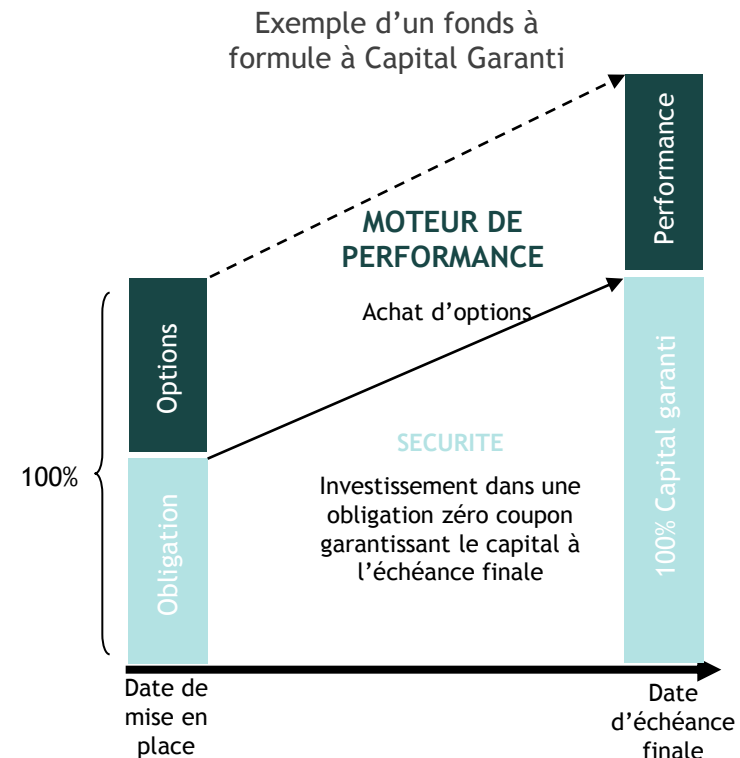 Exemple d’un fonds à
formule à Capital Garanti
Performance
MOTEUR DE
PERFORMANCE
Achat d’options
Options
100% Capital garanti
SECURITE
100%
Obligation
Investissement dans une
obligation zéro coupon
garantissant le capital à
l’échéance finale
Date de
mise en
place
Date
d’échéance
finale